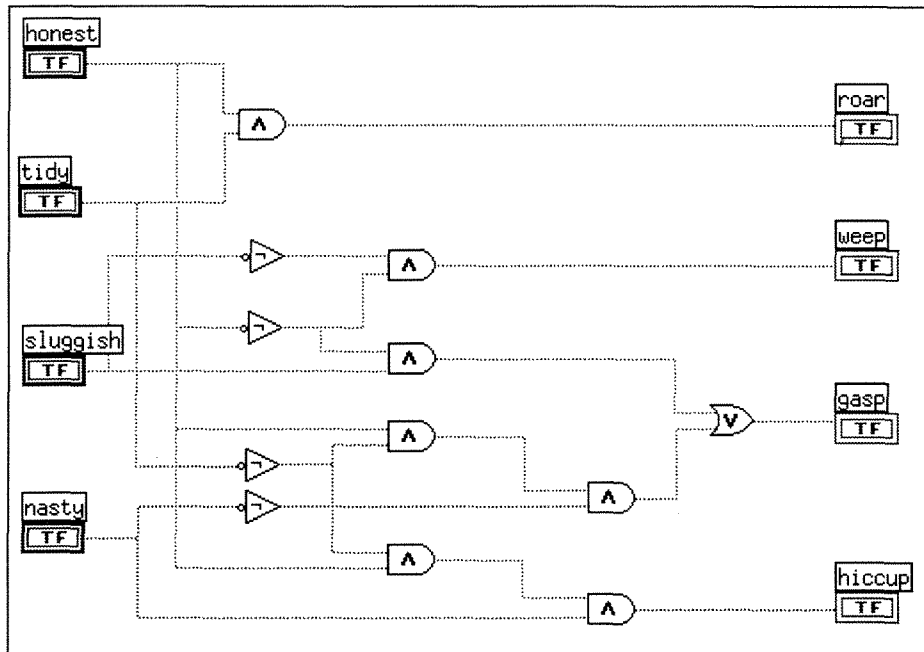 honest
TF
roar
Λ
TF
tidy
TF
weep
¬
Λ
TF
sluggish
¬
TF
Λ
gasp
V
TF
Λ
¬
nasty
¬
Λ
TF
Λ
hiccup
Λ
TF